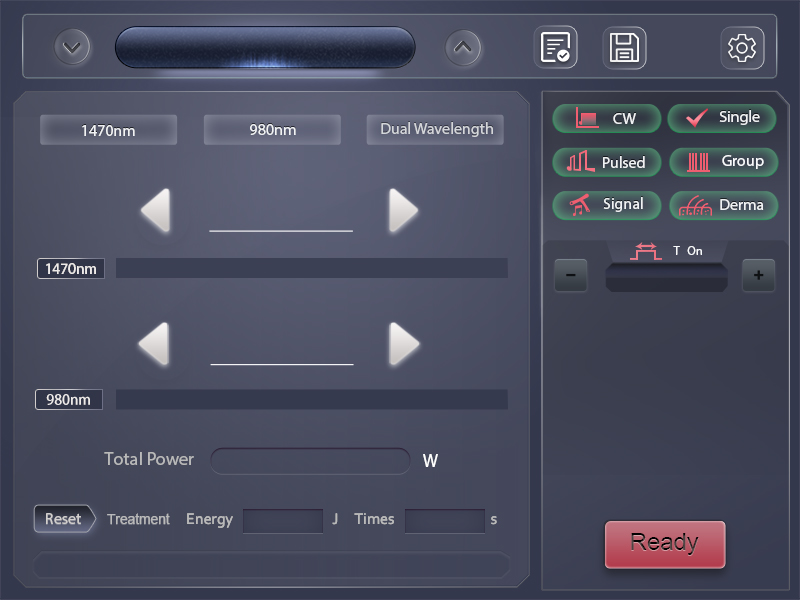 1470nm 980nm Dual Wavelength
CW Single
Pulsed Group
Signal Derma
T On
- +
1470nm
980nm
Total Power W
Reset Treatment Energy J Times s
Ready